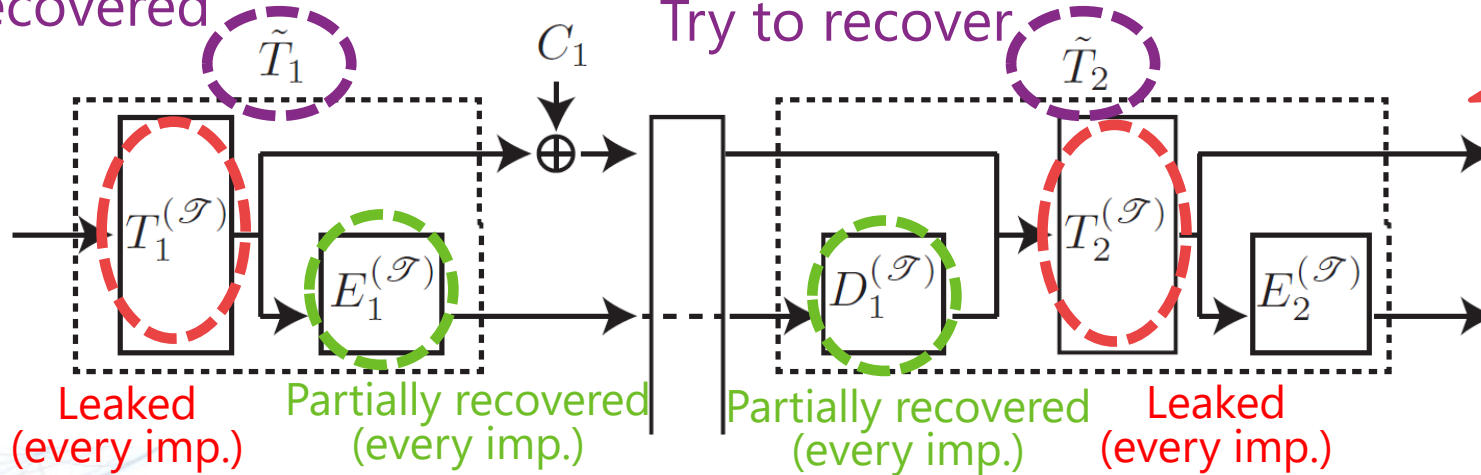 ecovered
Try to recover
T̃₁
C₁
T̃₂
T₁^(𝒯)
E₁^(𝒯)
D₁^(𝒯)
T₂^(𝒯)
E₂^(𝒯)
Leaked
(every imp.)
Partially recovered
(every imp.)
Partially recovered
(every imp.)
Leaked
(every imp.)